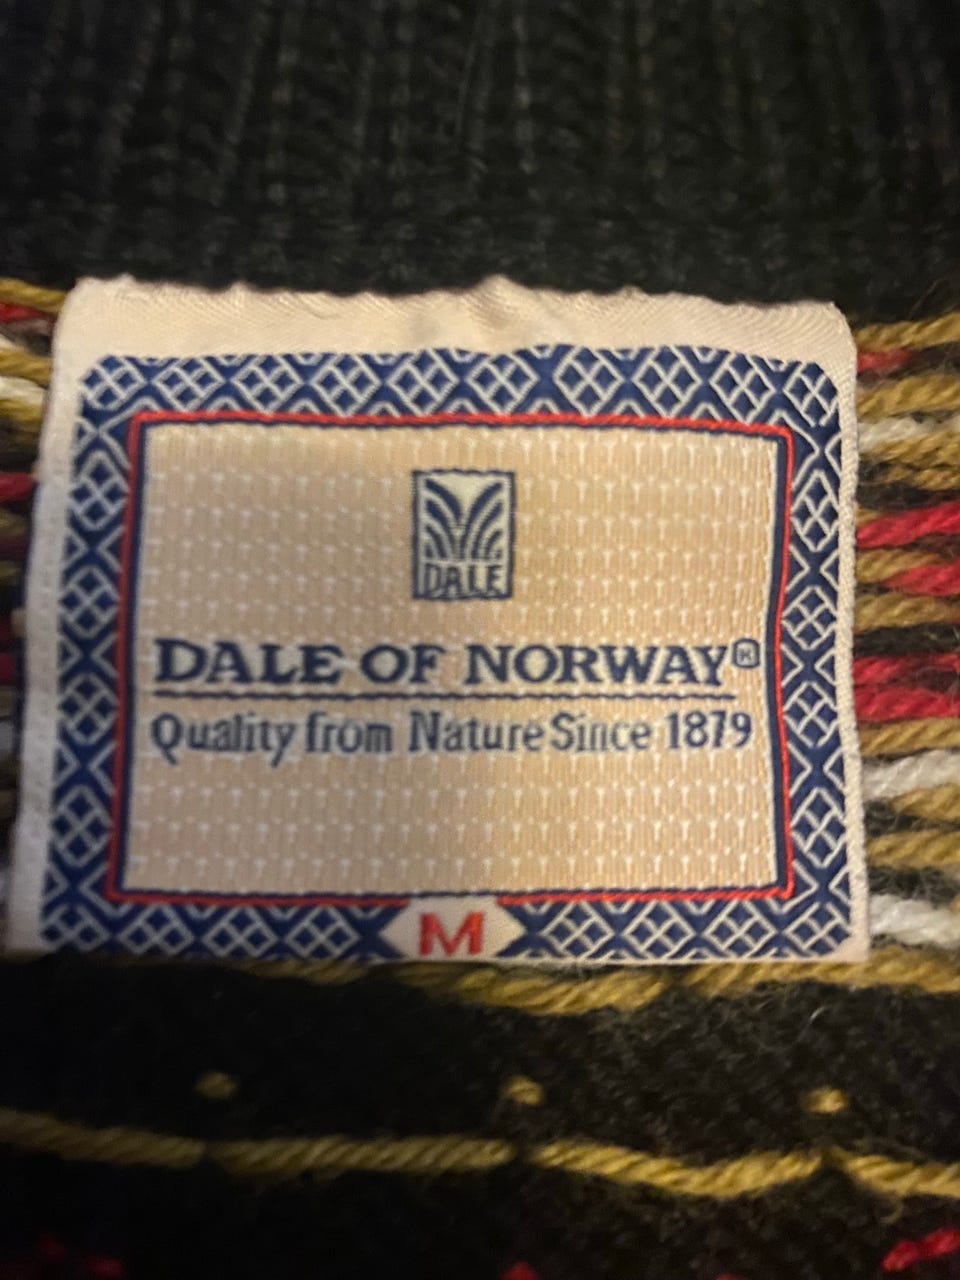 DALE
DALE OF NORWAY®
Quality from Nature Since 1879
M